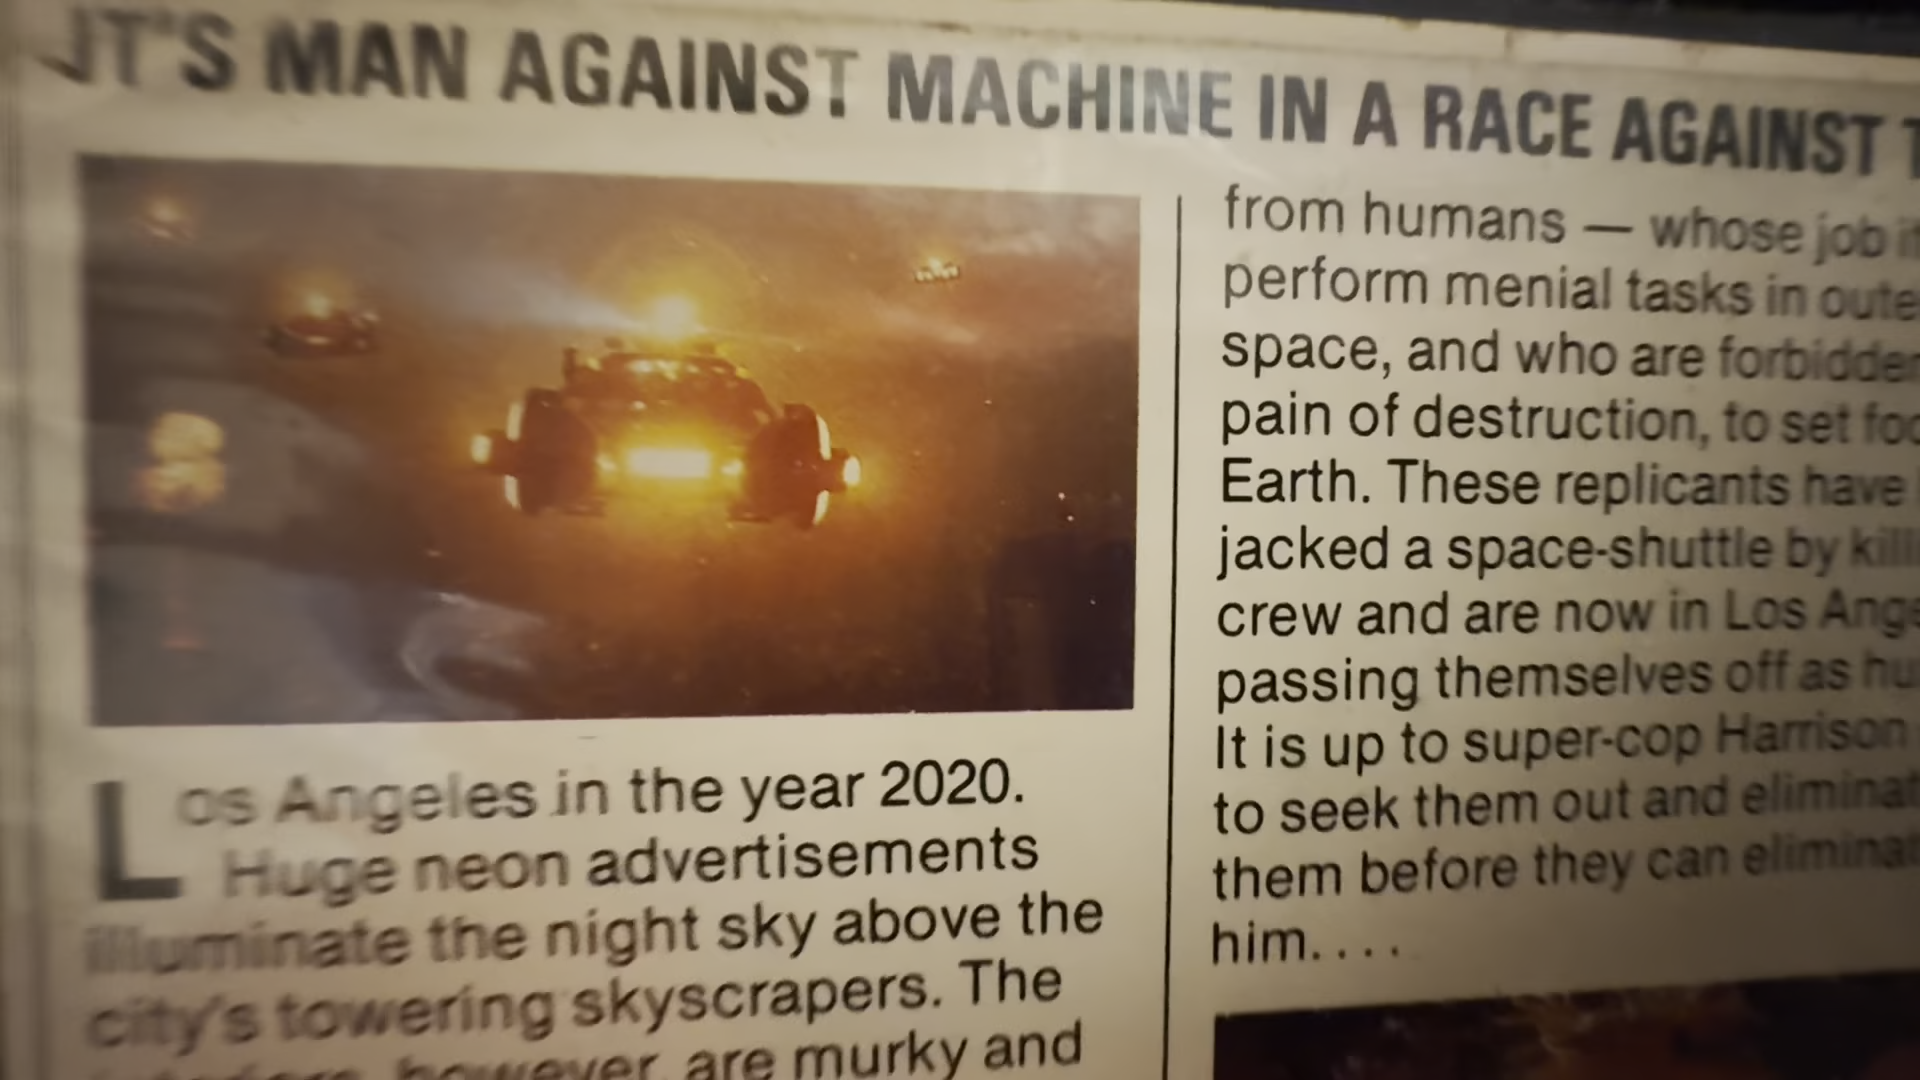 IT'S MAN AGAINST MACHINE IN A RACE AGAINST
Los Angeles in the year 2020.
Huge neon advertisements
illuminate the night sky above the
city's towering skyscrapers. The
however, are murky and
from humans — whose job
perform menial tasks in
space, and who are
pain of destruction, to set
Earth. These replicants have
jacked a space-shuttle by
crew and are now in Los
passing themselves off as
It is up to super-cop Harrison
to seek them out and
them before they can
him....